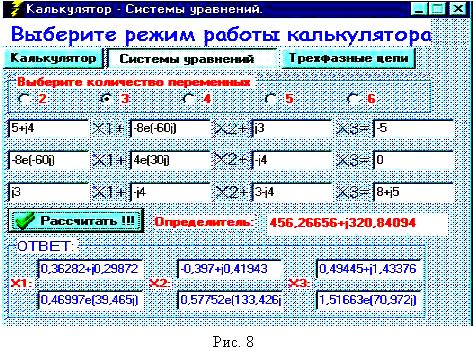 Калькулятор - Системы уравнений.
Выберите режим работы калькулятора
Калькулятор Системы уравнений Трехфазные цепи
Выберите количество переменных
2 3 4 5 6
5+j4 X1+ -8e(-60j) X2+ j3 X3= -5
-8e(-60j) X1+ 4e(30j) X2+ -j4 X3= 0
j3 X1+ -j4 X2+ 3-j4 X3= 8+j5
Рассчитать !!! Определитель: 456,26656+j320,84094
ОТВЕТ:
0,36282+j0,29872 -0,397+j0,41943 0,49445+j1,43376
X1: X2: X3:
0,46997e(39,465j) 0,57752e(133,426j 1,51663e(70,972j)
Рис. 8